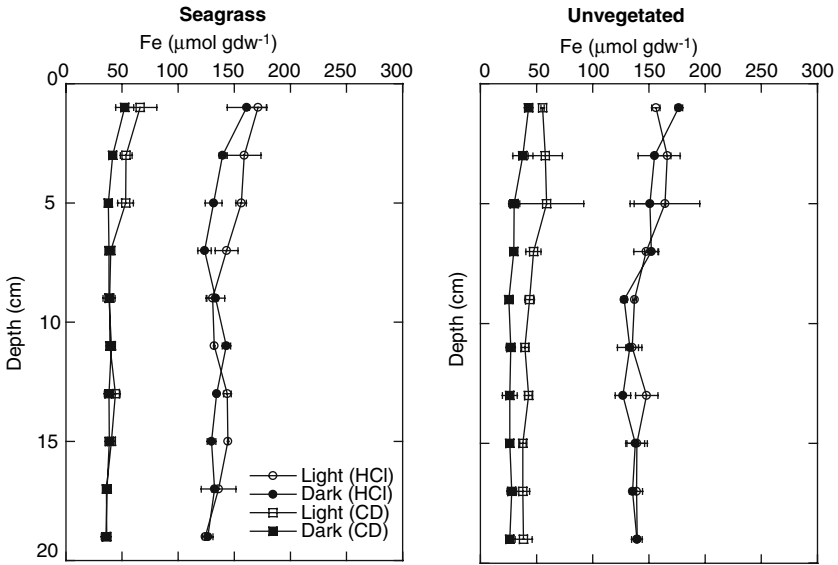 Seagrass
Fe (μmol gdw-1)
0 50 100 150 200 250 300
0
5
10
15
20
Depth (cm)
Light (HCl)
Dark (HCl)
Light (CD)
Dark (CD)
Unvegetated
Fe (μmol gdw-1)
0 50 100 150 200 250 300
Depth (cm)